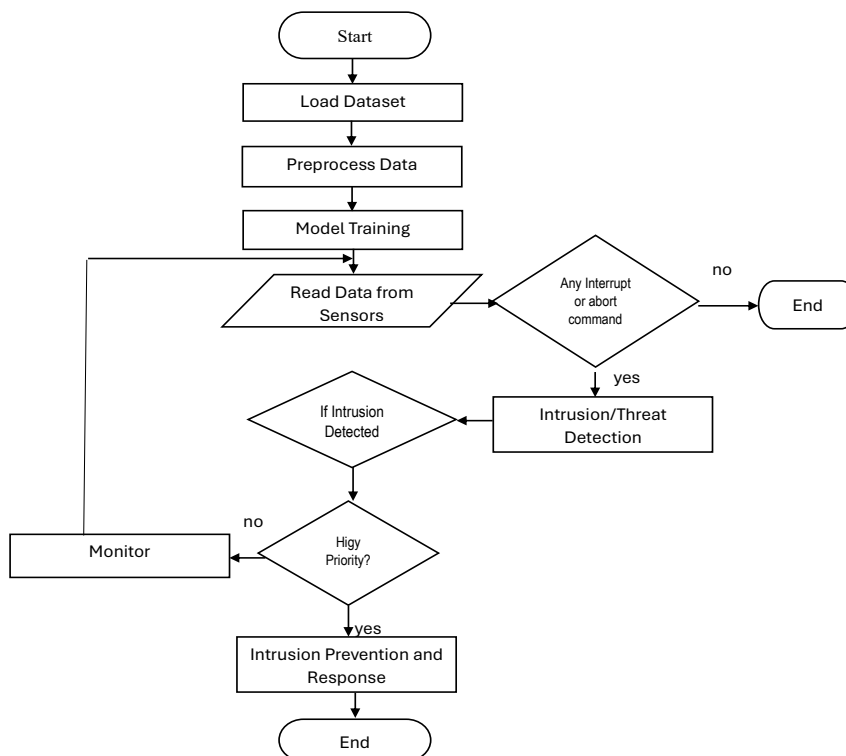 Start
Load Dataset
Preprocess Data
Model Training
Read Data from
Sensors
Any Interrupt
or abort
command
no
End
yes
Intrusion/Threat
Detection
If Intrusion
Detected
no
Higy
Priority?
Monitor
yes
Intrusion Prevention and
Response
End